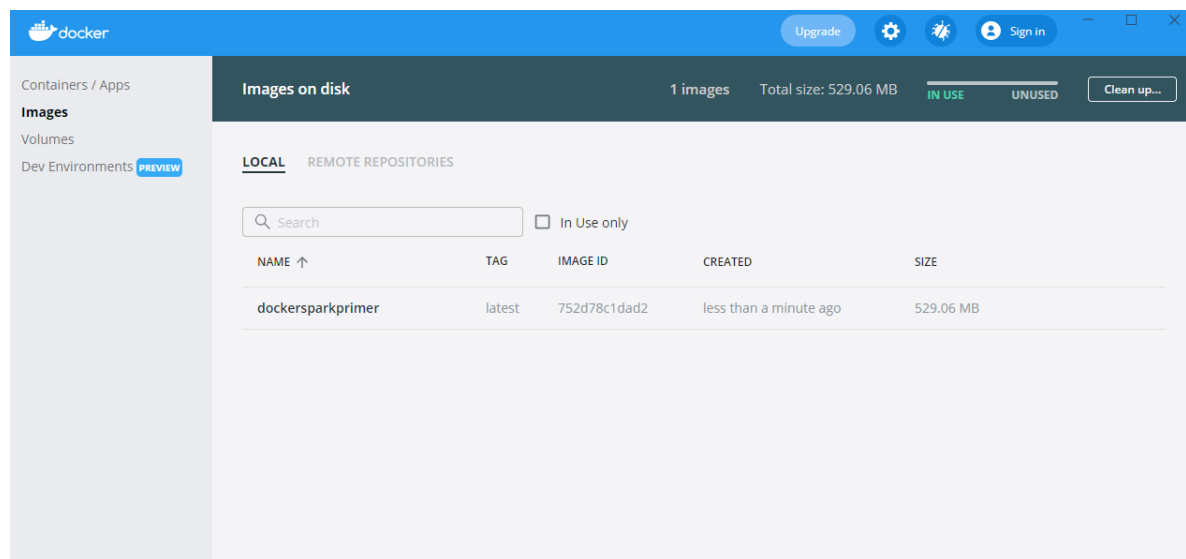 docker
Upgrade
Sign in
Containers / Apps
Images
Volumes
Dev Environments PREVIEW
Images on disk
1 images
Total size: 529.06 MB
IN USE
UNUSED
Clean up...
LOCAL
REMOTE REPOSITORIES
Search
In Use only
NAME TAG IMAGE ID CREATED SIZE
dockersparkprimer latest 752d78c1dad2 less than a minute ago 529.06 MB